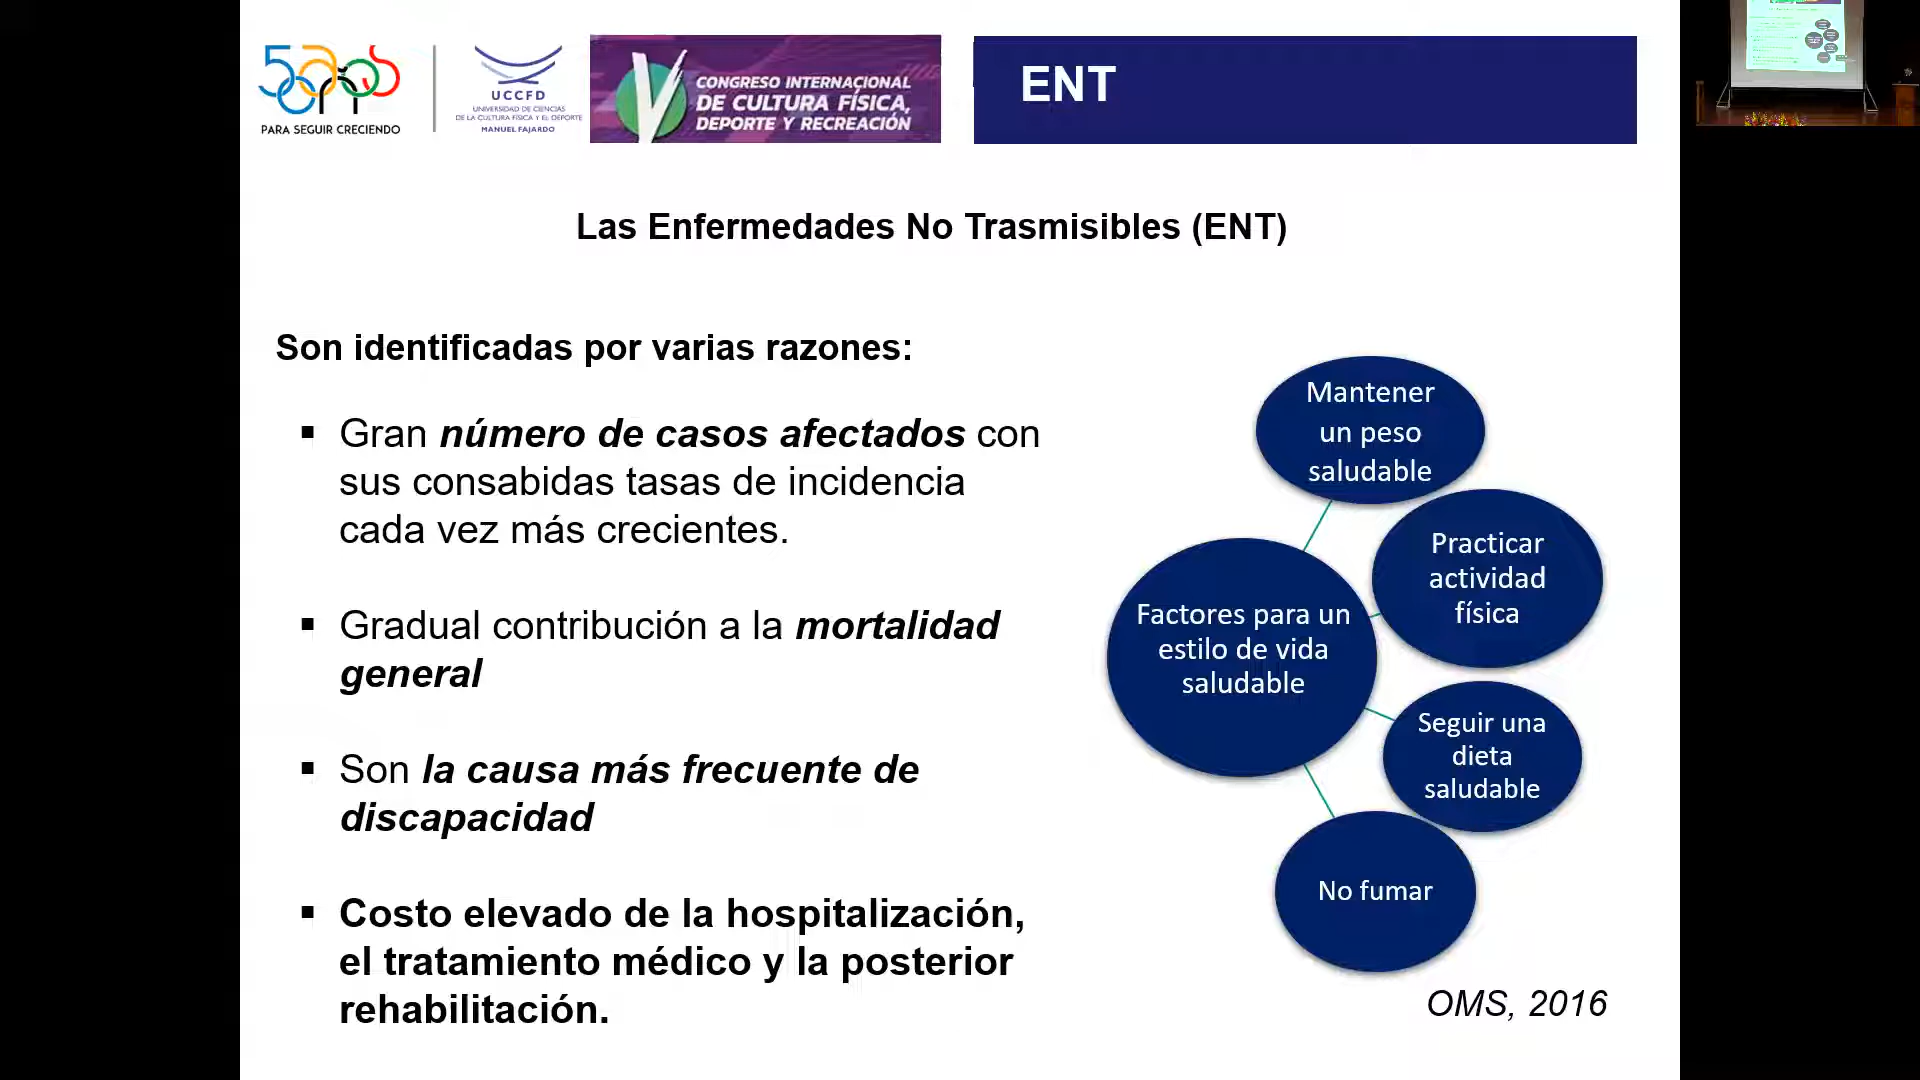 PARA SEGUIR CRECIENDO
UCCFD
UNIVERSIDAD DE CIENCIAS
DE LA CULTURA FÍSICA Y EL DEPORTE
MANUEL FAJARDO
V
CONGRESO INTERNACIONAL
DE CULTURA FÍSICA,
DEPORTE Y RECREACIÓN
ENT
Las Enfermedades No Trasmisibles (ENT)
Son identificadas por varias razones:
▪ Gran número de casos afectados con
sus consabidas tasas de incidencia
cada vez más crecientes.
▪ Gradual contribución a la mortalidad
general
▪ Son la causa más frecuente de
discapacidad
▪ Costo elevado de la hospitalización,
el tratamiento médico y la posterior
rehabilitación.
Factores para un
estilo de vida
saludable
Mantener
un peso
saludable
Practicar
actividad
física
Seguir una
dieta
saludable
No fumar
OMS, 2016